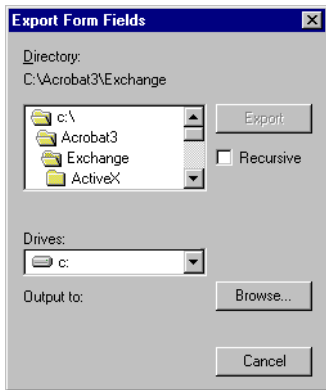 Export Form Fields
Directory:
C:\Acrobat3\Exchange
c:\
Acrobat3
Exchange
ActiveX
Export
Recursive
Drives:
c:
Output to:
Browse...
Cancel